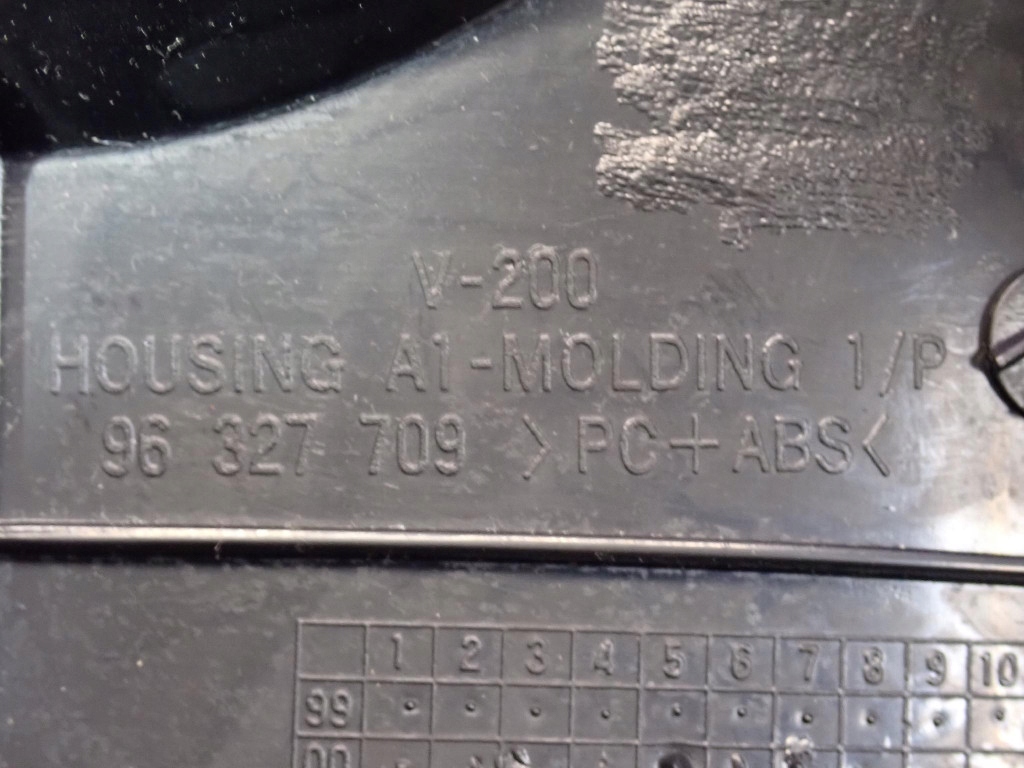 V-200
HOUSING A1-MOLDING 1/P
96 327 709 >PC+ABS<
1 2 3 4 5 6 7 8 9 10
99
00